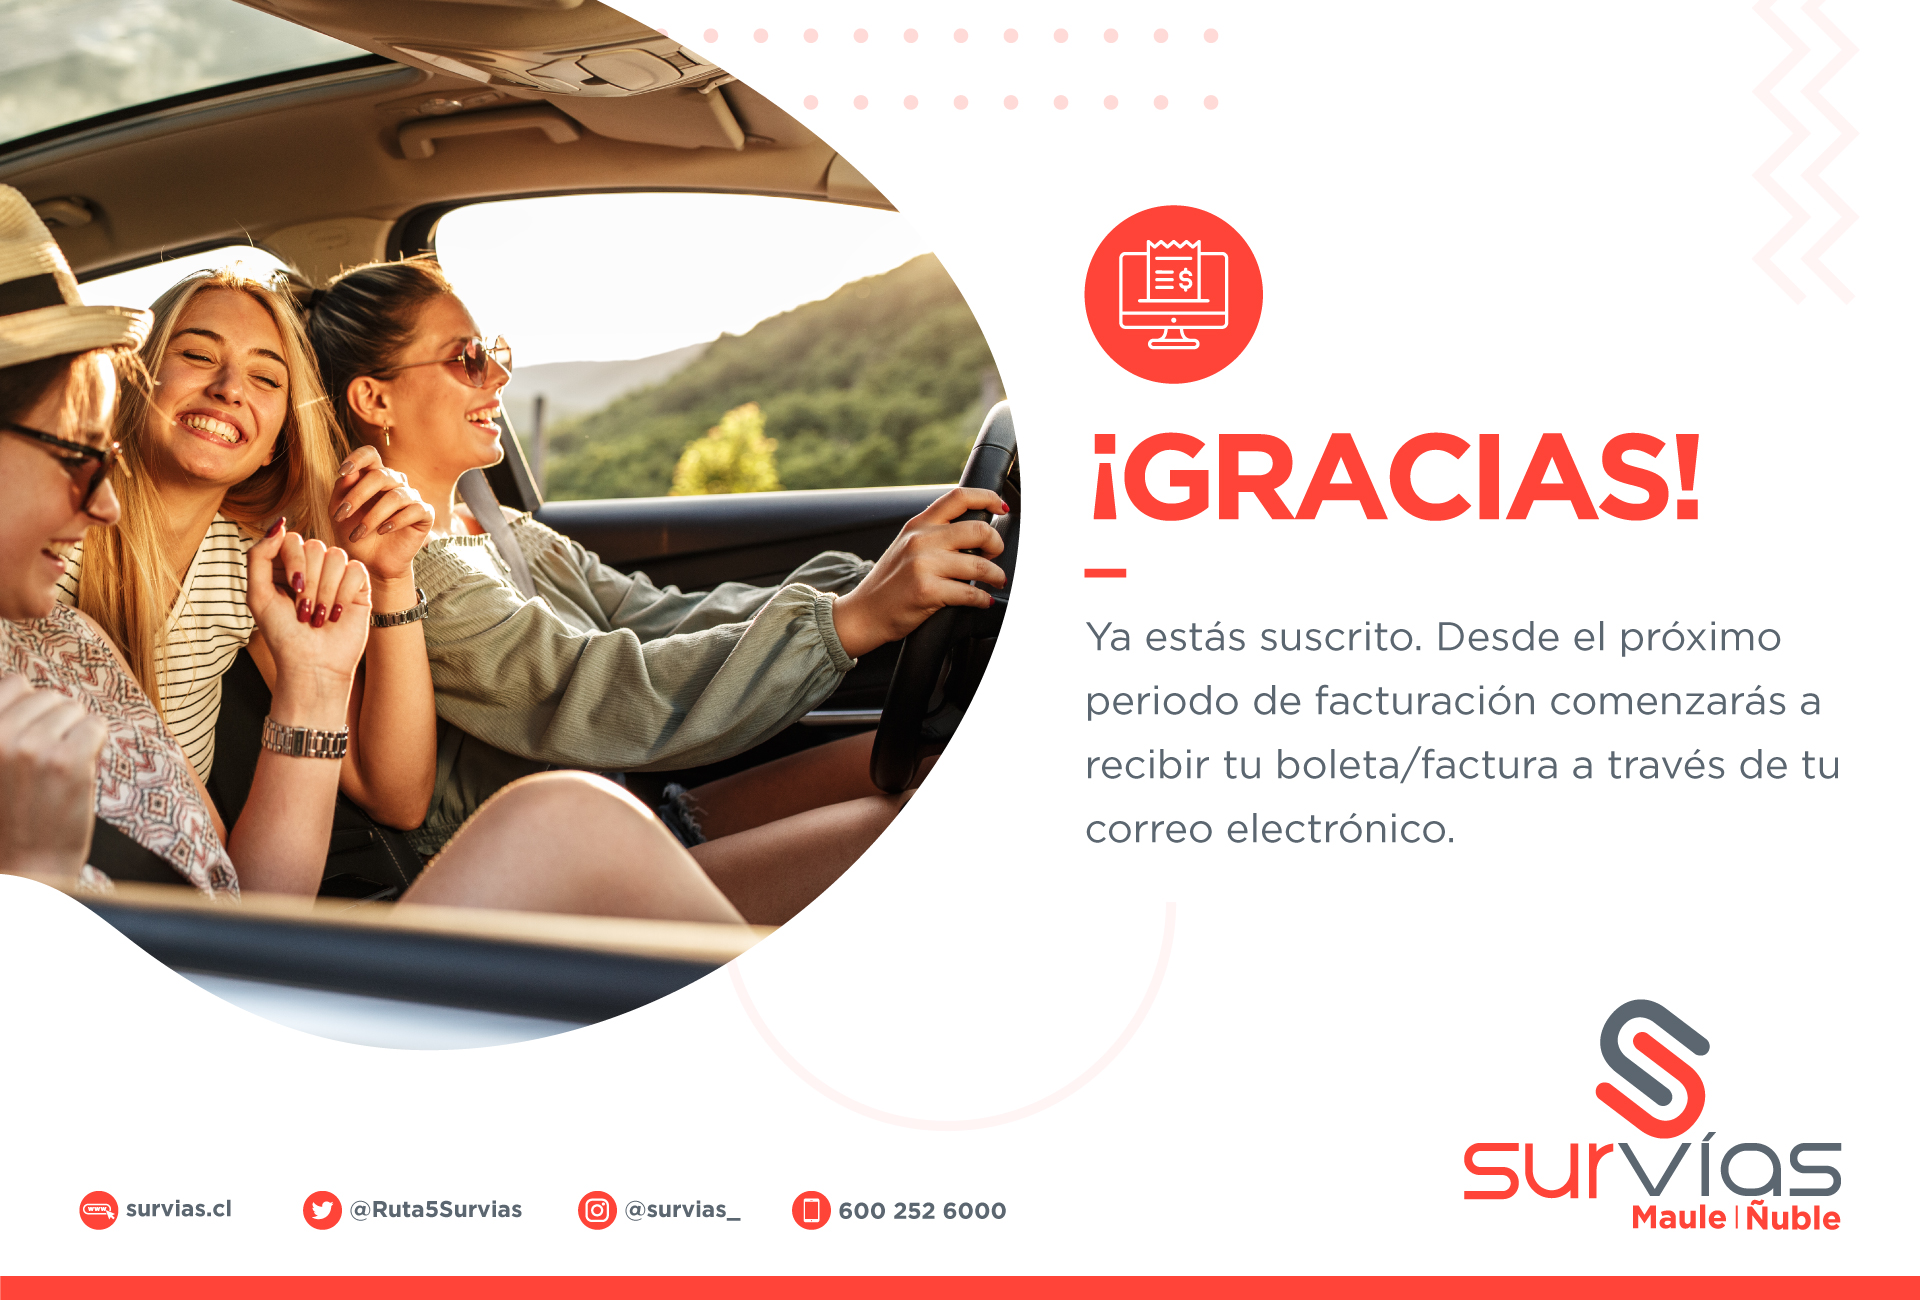 $
¡GRACIAS!
Ya estás suscrito. Desde el próximo
periodo de facturación comenzarás a
recibir tu boleta/factura a través de tu
correo electrónico.
survías
Maule | Ñuble
www. survias.cl @Ruta5Survias @survias_ 600 252 6000